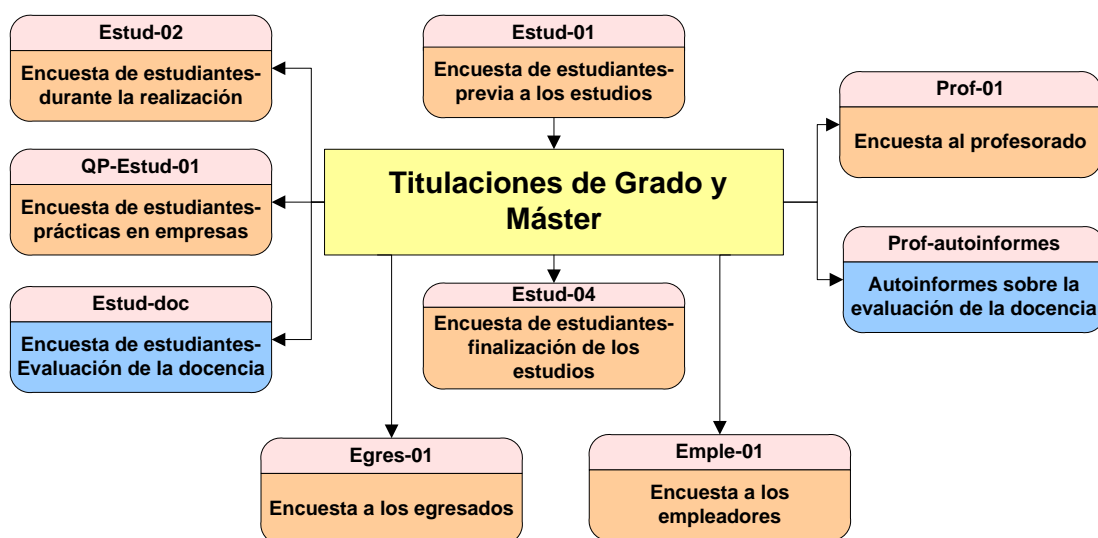 Estud-02
Encuesta de estudiantes-
durante la realización
Estud-01
Encuesta de estudiantes-
previa a los estudios
Prof-01
Encuesta al profesorado
QP-Estud-01
Encuesta de estudiantes-
prácticas en empresas
Titulaciones de Grado y
Máster
Prof-autoinformes
Autoinformes sobre la
evaluación de la docencia
Estud-doc
Encuesta de estudiantes-
Evaluación de la docencia
Estud-04
Encuesta de estudiantes-
finalización de los
estudios
Egres-01
Encuesta a los egresados
Emple-01
Encuesta a los
empleadores